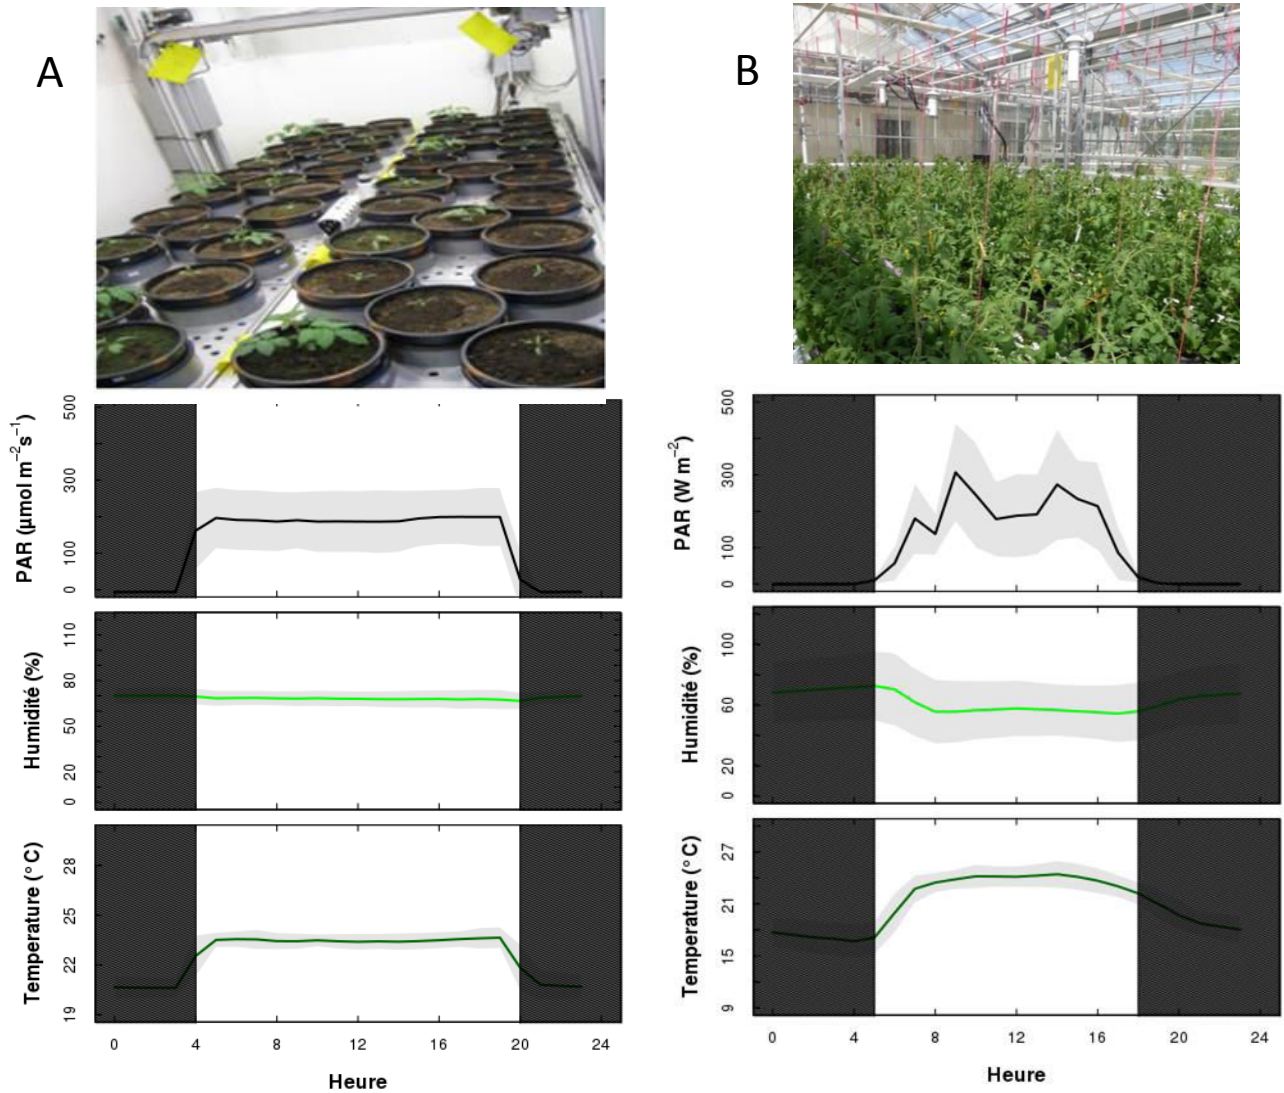 A
B
PAR (µmol m−2s−1)
500
300
100
0
PAR (W m−2)
500
300
100
0
Humidité (%)
110
80
50
20
0
Humidité (%)
100
60
20
0
Temperature (°C)
28
25
22
19
Temperature (°C)
27
21
15
9
0 4 8 12 16 20 24
Heure
0 4 8 12 16 20 24
Heure